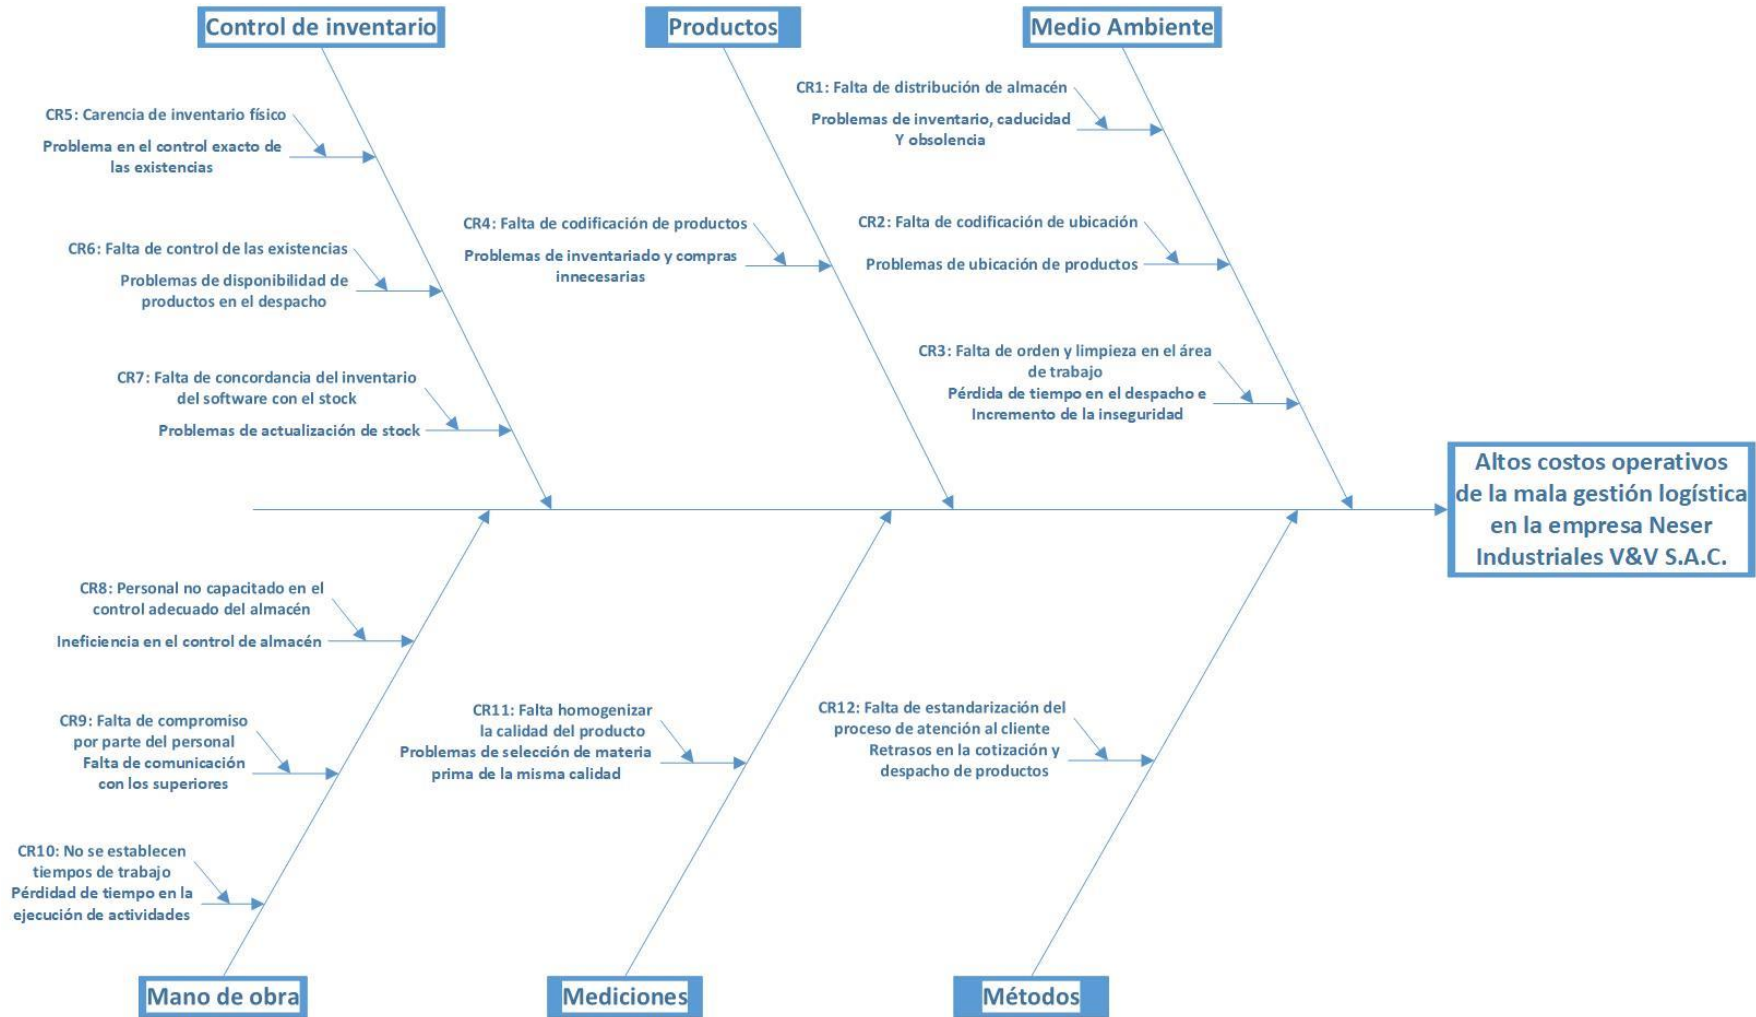 Control de inventario
Productos
Medio Ambiente
CR5: Carencia de inventario físico
Problema en el control exacto de
las existencias
CR6: Falta de control de las existencias
Problemas de disponibilidad de
productos en el despacho
CR7: Falta de concordancia del inventario
del software con el stock
Problemas de actualización de stock
CR4: Falta de codificación de productos
Problemas de inventariado y compras
innecesarias
CR1: Falta de distribución de almacén
Problemas de inventario, caducidad
Y obsolencia
CR2: Falta de codificación de ubicación
Problemas de ubicación de productos
CR3: Falta de orden y limpieza en el área
de trabajo
Pérdida de tiempo en el despacho e
Incremento de la inseguridad
Altos costos operativos
de la mala gestión logística
en la empresa Neser
Industriales V&V S.A.C.
CR8: Personal no capacitado en el
control adecuado del almacén
Ineficiencia en el control de almacén
CR9: Falta de compromiso
por parte del personal
Falta de comunicación
con los superiores
CR10: No se establecen
tiempos de trabajo
Pérdidad de tiempo en la
ejecución de actividades
CR11: Falta homogenizar
la calidad del producto
Problemas de selección de materia
prima de la misma calidad
CR12: Falta de estandarización del
proceso de atención al cliente
Retrasos en la cotización y
despacho de productos
Mano de obra
Mediciones
Métodos